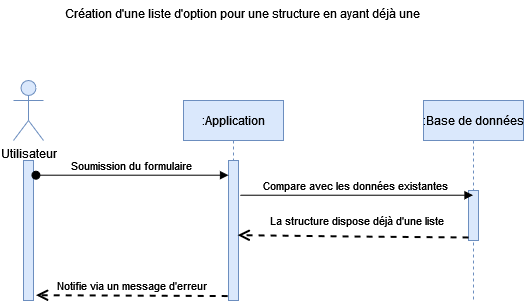 Création d'une liste d'option pour une structure en ayant déjà une
:Application
:Base de données
Utilisateur
Soumission du formulaire
Compare avec les données existantes
La structure dispose déjà d'une liste
Notifie via un message d'erreur